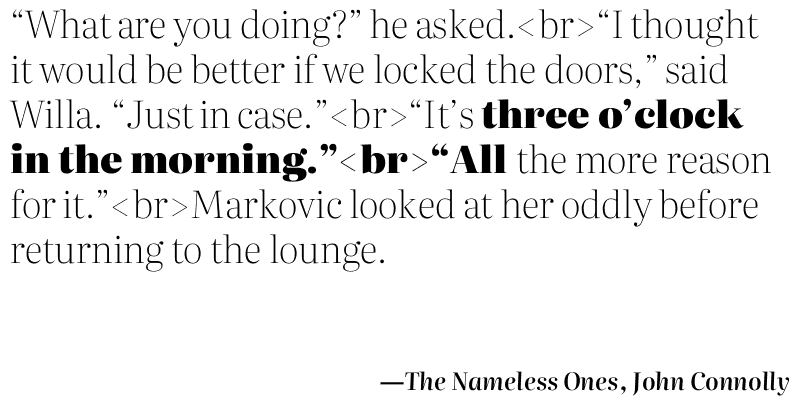 “What are you doing?” he asked.<br>“I thought
it would be better if we locked the doors,” said
Willa. “Just in case.”<br>“It’s three o’clock
in the morning.”<br>“All the more reason
for it.”<br>Markovic looked at her oddly before
returning to the lounge.
—The Nameless Ones, John Connolly